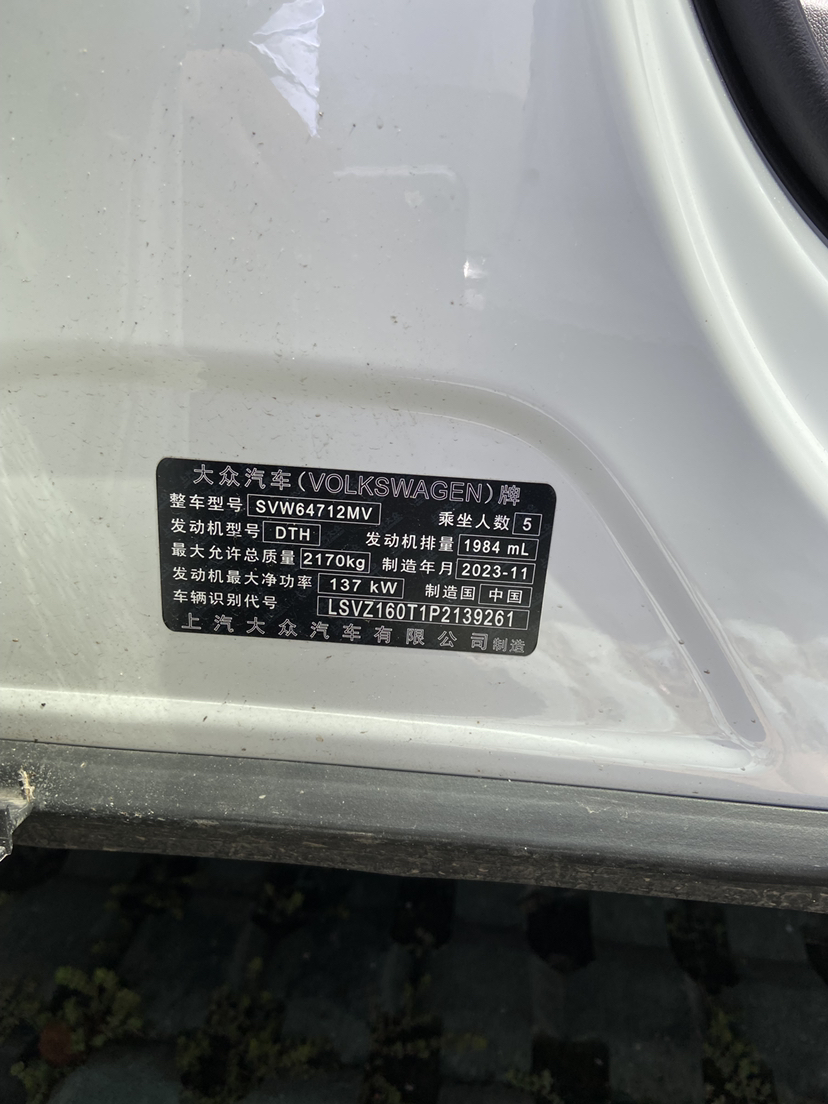 大众汽车(VOLKSWAGEN)牌
整车型号 SVW64712MV 乘坐人数 5
发动机型号 DTH 发动机排量 1984 mL
最大允许总质量 2170kg 制造年月 2023-11
发动机最大净功率 137 kW 制造国 中国
车辆识别代号 LSVZ160T1P2139261
上汽大众汽车有限公司制造